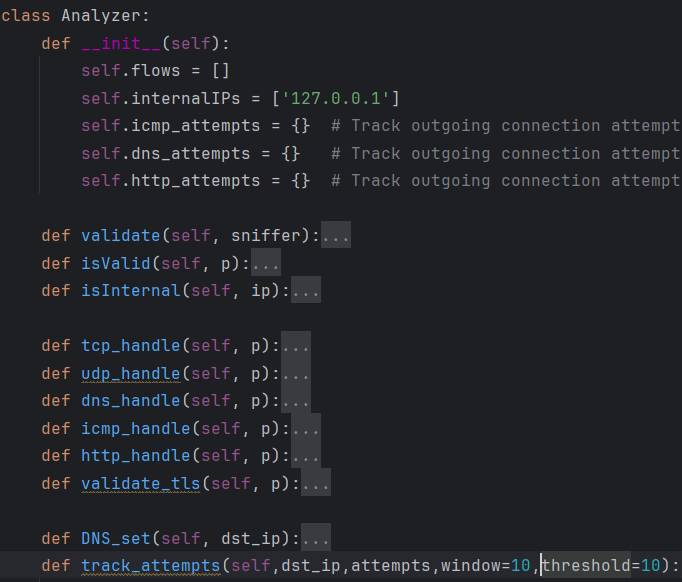 class Analyzer:
def __init__(self):
self.flows = []
self.internalIPs = ['127.0.0.1']
self.icmp_attempts = {}  # Track outgoing connection attempt
self.dns_attempts = {}   # Track outgoing connection attempt
self.http_attempts = {}  # Track outgoing connection attempt
def validate(self, sniffer):...
def isValid(self, p):...
def isInternal(self, ip):...
def tcp_handle(self, p):...
def udp_handle(self, p):...
def dns_handle(self, p):...
def icmp_handle(self, p):...
def http_handle(self, p):...
def validate_tls(self, p):...
def DNS_set(self, dst_ip):...
def track_attempts(self,dst_ip,attempts,window=10,threshold=10):